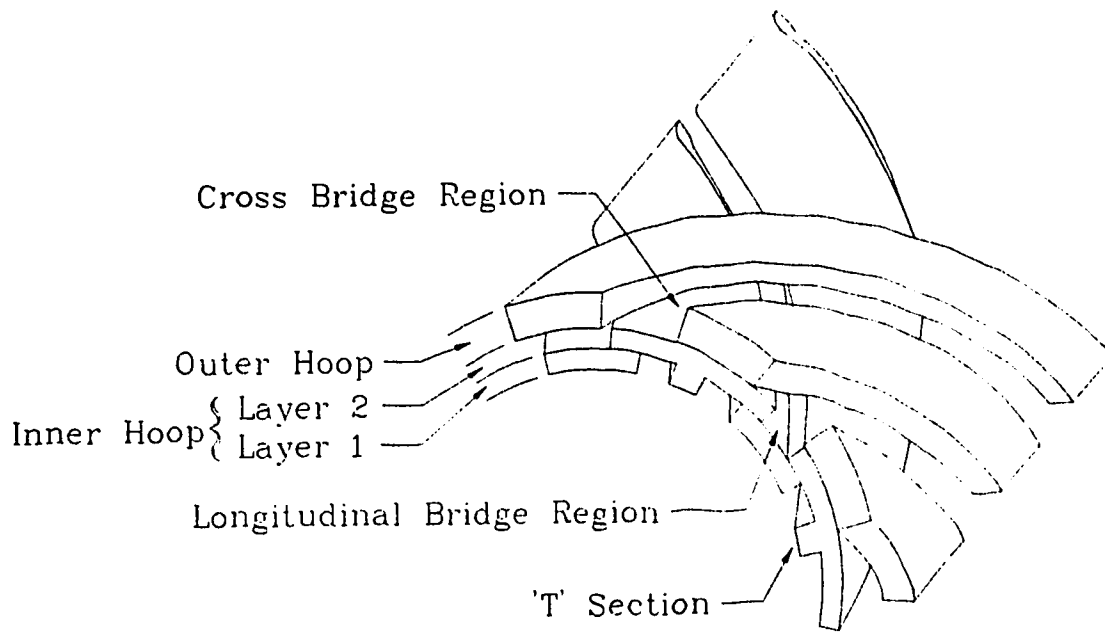 Cross Bridge Region
Outer Hoop
Inner Hoop { Layer 2
{ Layer 1
Longitudinal Bridge Region
'T' Section